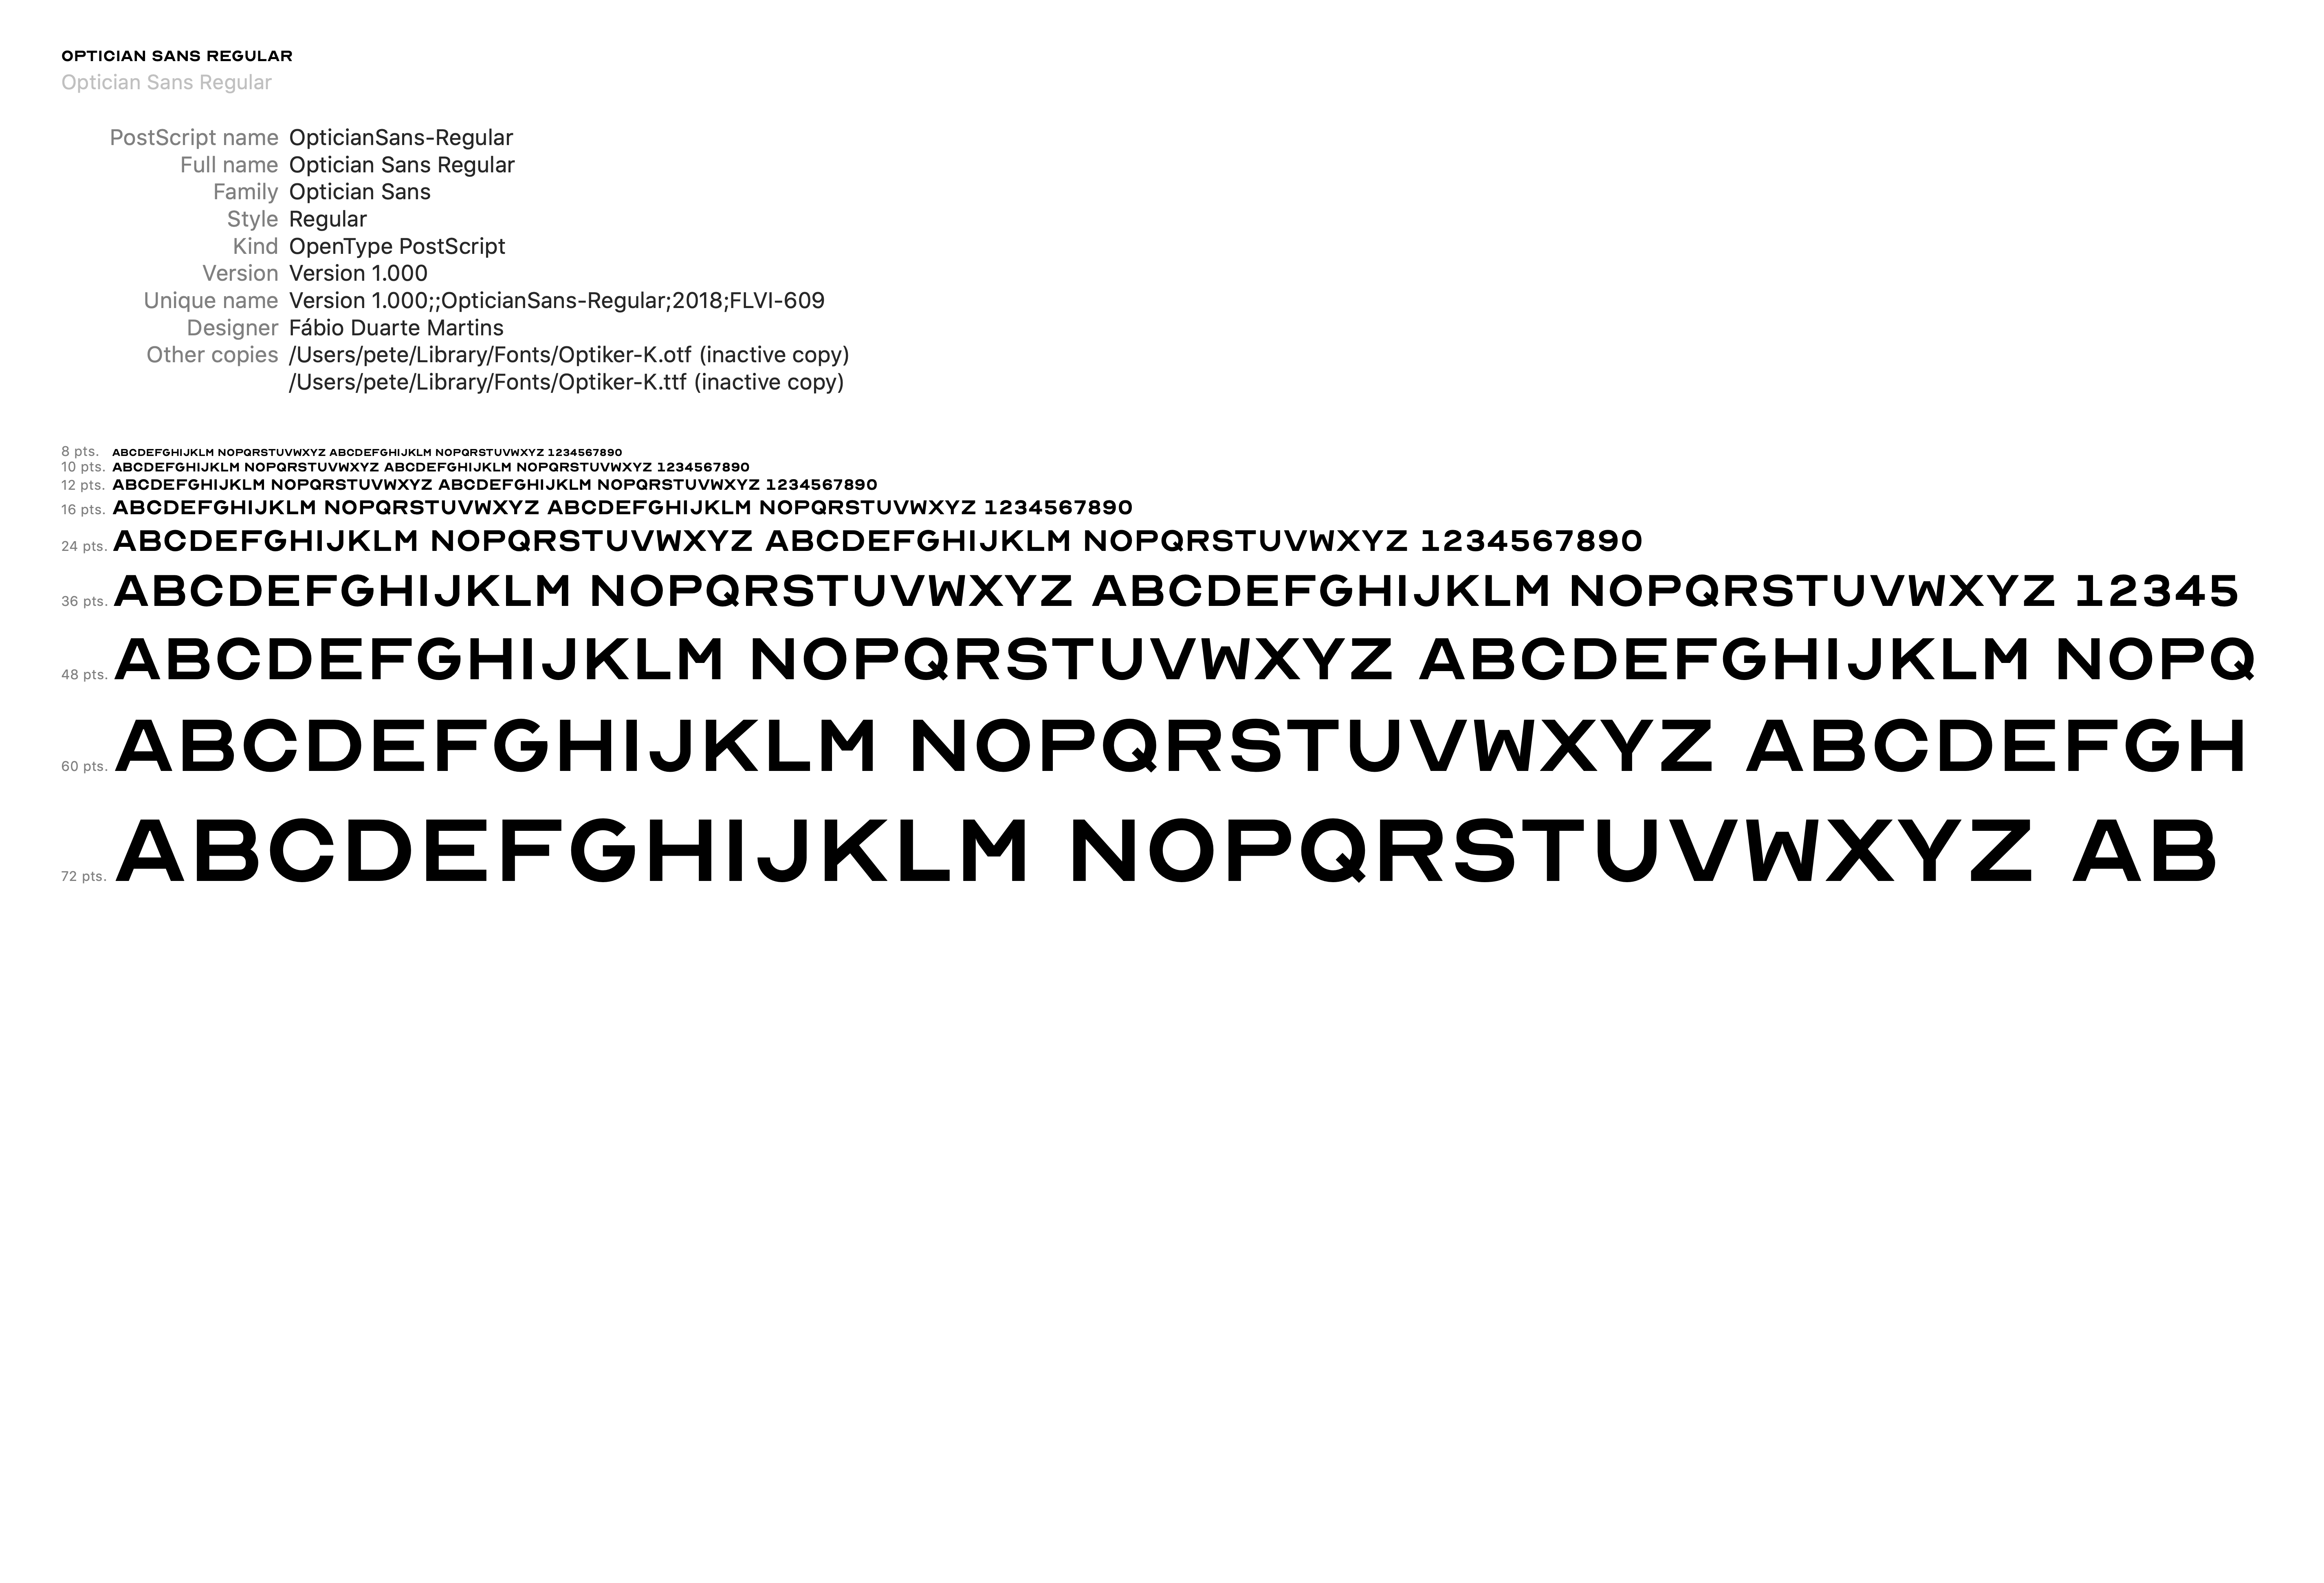 OPTICIAN SANS REGULAR
Optician Sans Regular
PostScript name OpticianSans-Regular
Full name Optician Sans Regular
Family Optician Sans
Style Regular
Kind OpenType PostScript
Version Version 1.000
Unique name Version 1.000;;OpticianSans-Regular;2018;FLVI-609
Designer Fábio Duarte Martins
Other copies /Users/pete/Library/Fonts/Optiker-K.otf (inactive copy)
/Users/pete/Library/Fonts/Optiker-K.ttf (inactive copy)
8 pts. ABCDEFGHIJKLM NOPQRSTUVWXYZ ABCDEFGHIJKLM NOPQRSTUVWXYZ 1234567890
10 pts. ABCDEFGHIJKLM NOPQRSTUVWXYZ ABCDEFGHIJKLM NOPQRSTUVWXYZ 1234567890
12 pts. ABCDEFGHIJKLM NOPQRSTUVWXYZ ABCDEFGHIJKLM NOPQRSTUVWXYZ 1234567890
16 pts. ABCDEFGHIJKLM NOPQRSTUVWXYZ ABCDEFGHIJKLM NOPQRSTUVWXYZ 1234567890
24 pts. ABCDEFGHIJKLM NOPQRSTUVWXYZ ABCDEFGHIJKLM NOPQRSTUVWXYZ 1234567890
36 pts. ABCDEFGHIJKLM NOPQRSTUVWXYZ ABCDEFGHIJKLM NOPQRSTUVWXYZ 12345
48 pts. ABCDEFGHIJKLM NOPQRSTUVWXYZ ABCDEFGHIJKLM NOPQ
60 pts. ABCDEFGHIJKLM NOPQRSTUVWXYZ ABCDEFGH
72 pts. ABCDEFGHIJKLM NOPQRSTUVWXYZ AB